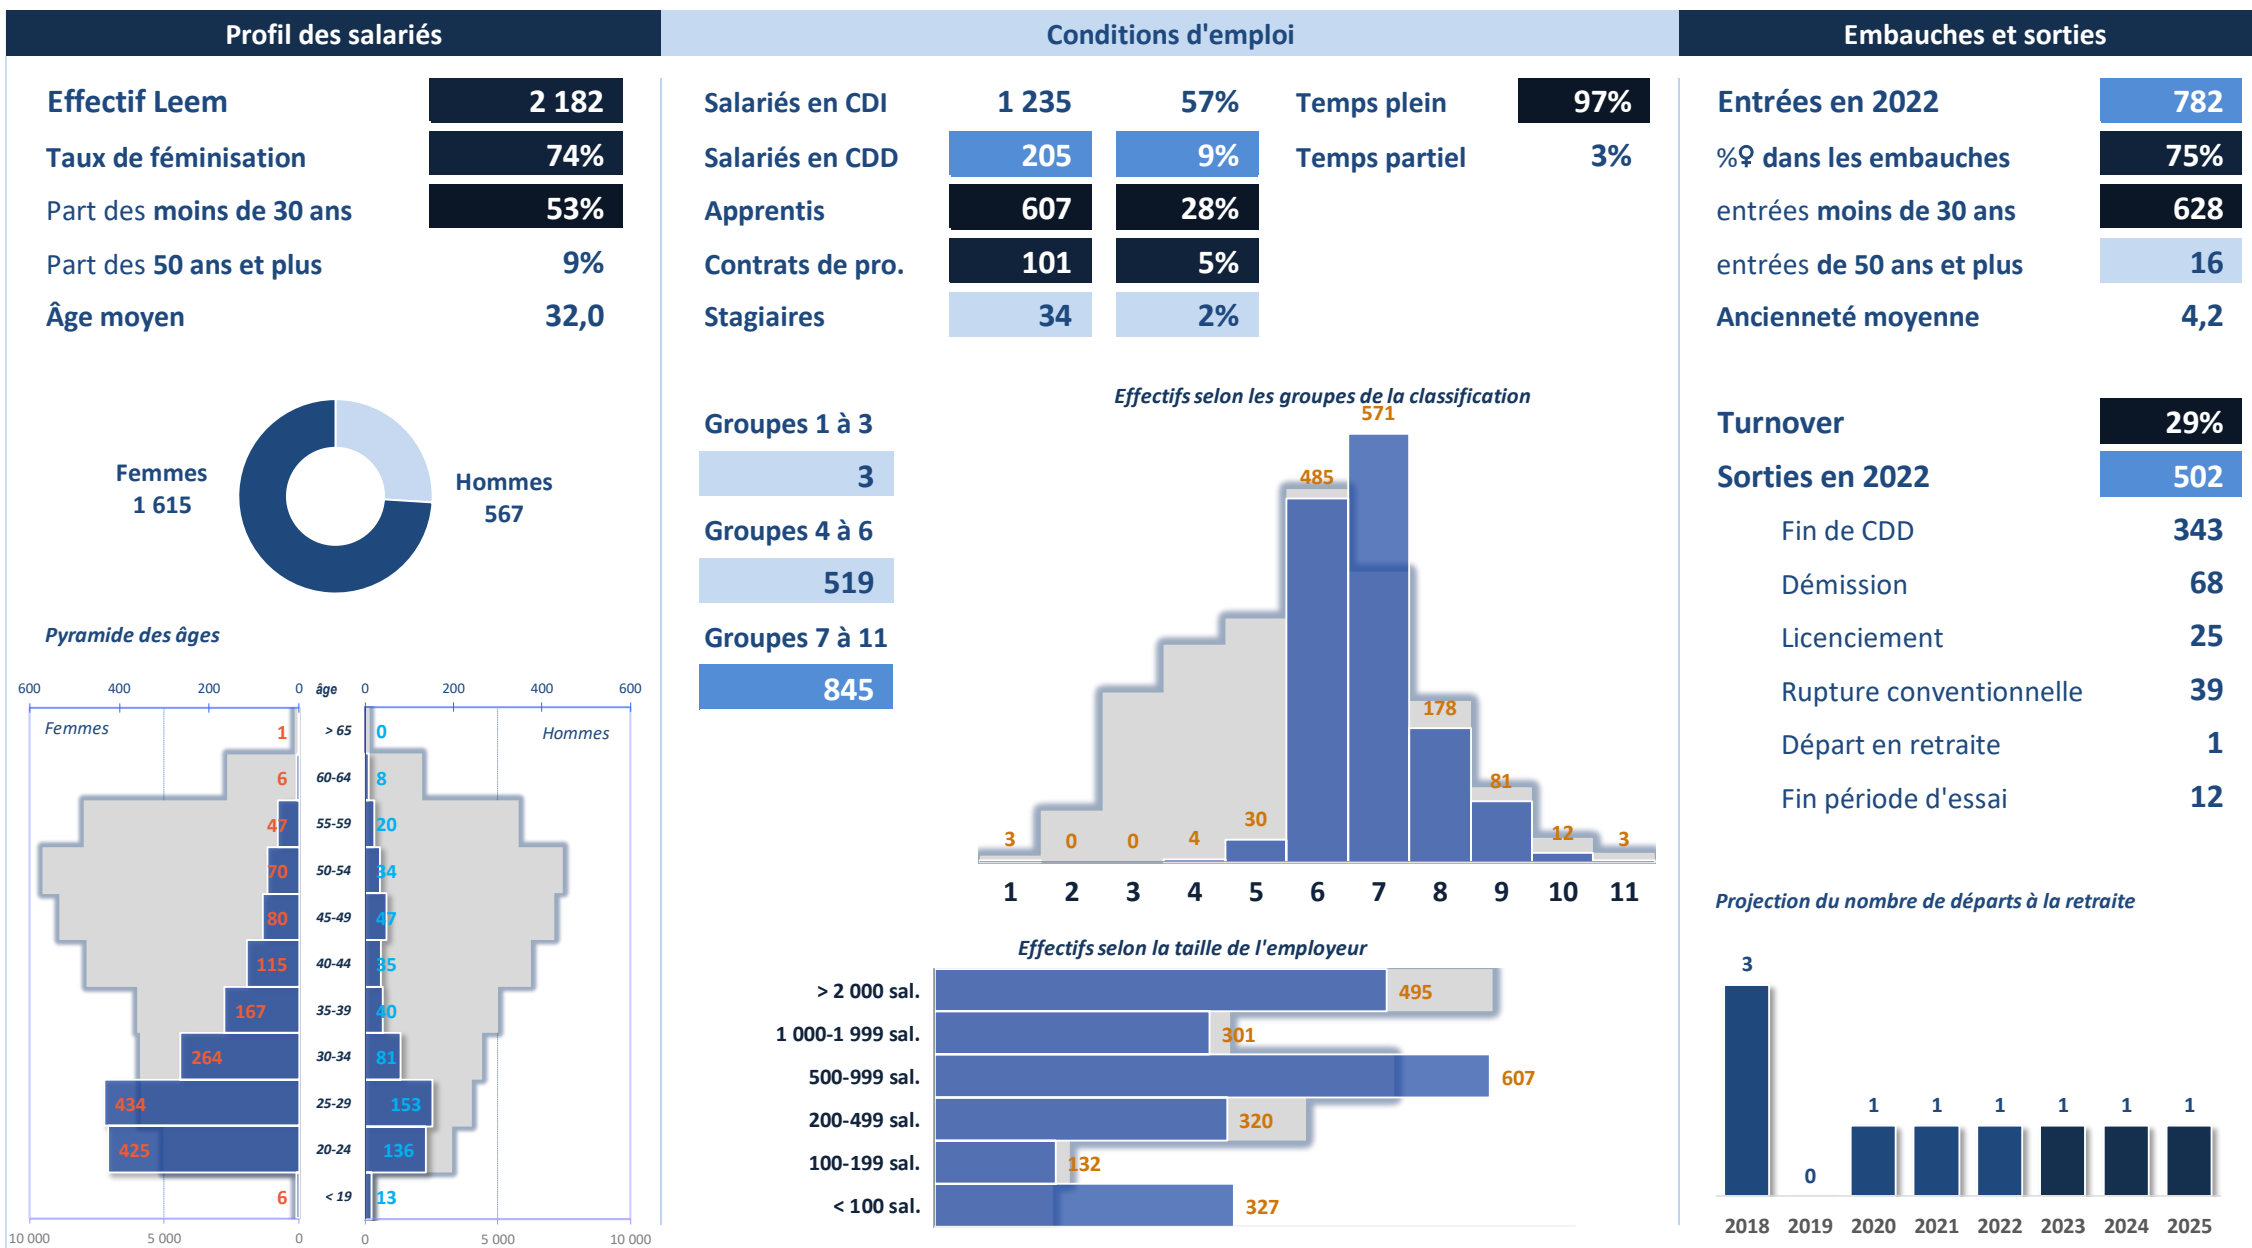 Profil des salariés
Effectif Leem 2 182
Taux de féminisation 74%
Part des moins de 30 ans 53%
Part des 50 ans et plus 9%
Âge moyen 32,0
Femmes
1 615
Hommes
567
Pyramide des âges
600 400 200 0 âge 0 200 400 600
Femmes Hommes
1 > 65 0
6 60-64 8
47 55-59 20
70 50-54 34
80 45-49 47
115 40-44 35
167 35-39 40
264 30-34 81
434 25-29 153
425 20-24 136
6 < 19 13
10 000 5 000 0 0 5 000 10 000
Conditions d'emploi
Salariés en CDI 1 235 57% Temps plein 97%
Salariés en CDD 205 9% Temps partiel 3%
Apprentis 607 28%
Contrats de pro. 101 5%
Stagiaires 34 2%
Groupes 1 à 3
3
Groupes 4 à 6
519
Groupes 7 à 11
845
Effectifs selon les groupes de la classification
3 0 0 4 30 485 571 178 81 12 3
1 2 3 4 5 6 7 8 9 10 11
Effectifs selon la taille de l'employeur
> 2 000 sal. 495
1 000-1 999 sal. 301
500-999 sal. 607
200-499 sal. 320
100-199 sal. 132
< 100 sal. 327
Embauches et sorties
Entrées en 2022 782
%♀ dans les embauches 75%
entrées moins de 30 ans 628
entrées de 50 ans et plus 16
Ancienneté moyenne 4,2
Turnover 29%
Sorties en 2022 502
Fin de CDD 343
Démission 68
Licenciement 25
Rupture conventionnelle 39
Départ en retraite 1
Fin période d'essai 12
Projection du nombre de départs à la retraite
3 0 1 1 1 1 1 1
2018 2019 2020 2021 2022 2023 2024 2025